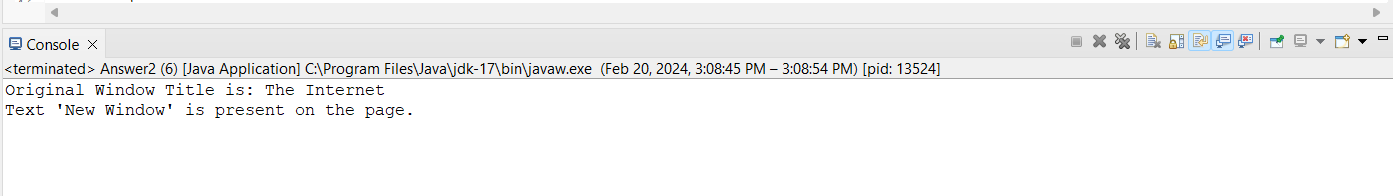 Console
<terminated> Answer2 (6) [Java Application] C:\Program Files\Java\jdk-17\bin\javaw.exe (Feb 20, 2024, 3:08:45 PM – 3:08:54 PM) [pid: 13524]
Original Window Title is: The Internet
Text 'New Window' is present on the page.